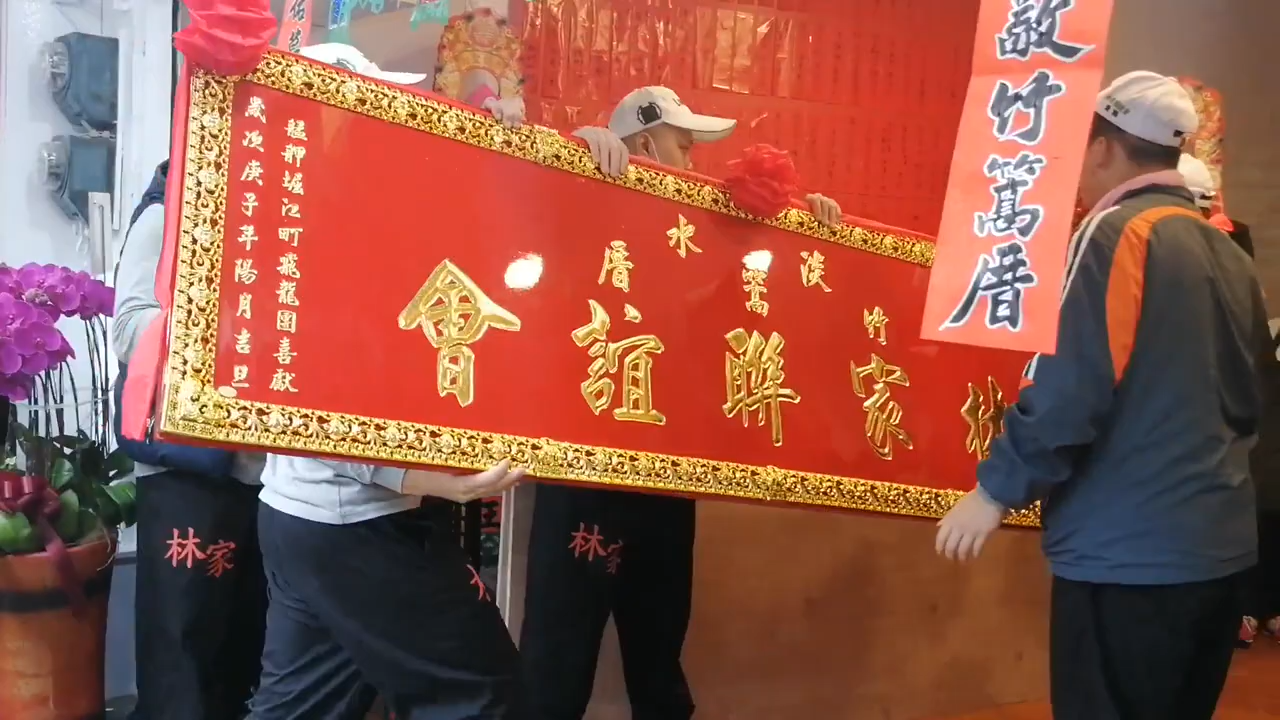 敬竹篙厝
淡水
竹篙厝
林家聯誼會
艋舺堀江町飛龍團喜獻
歲次庚子年陽月吉旦
林家
林家